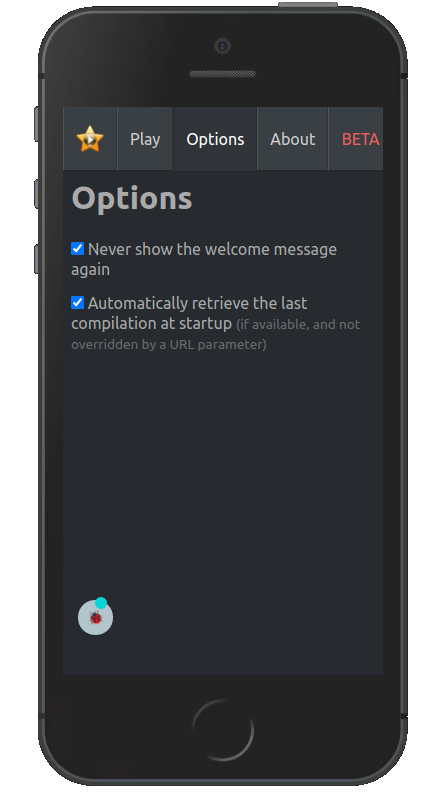 Play Options About BETA
Options
Never show the welcome message
again
Automatically retrieve the last
compilation at startup (if available, and not
overridden by a URL parameter)